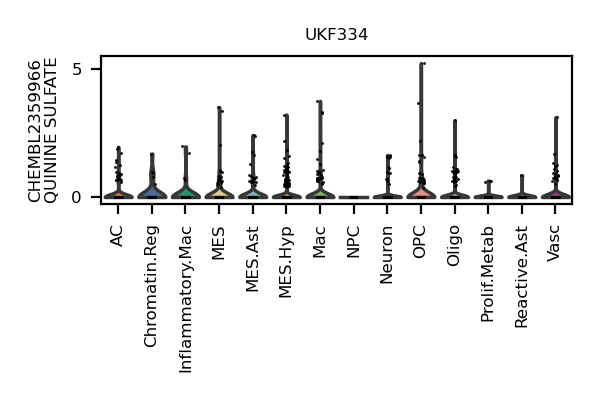 UKF334
CHEMBL2359966
QUININE SULFATE
5
0
AC
Chromatin.Reg
Inflammatory.Mac
MES
MES.Ast
MES.Hyp
Mac
NPC
Neuron
OPC
Oligo
Prolif.Metab
Reactive.Ast
Vasc